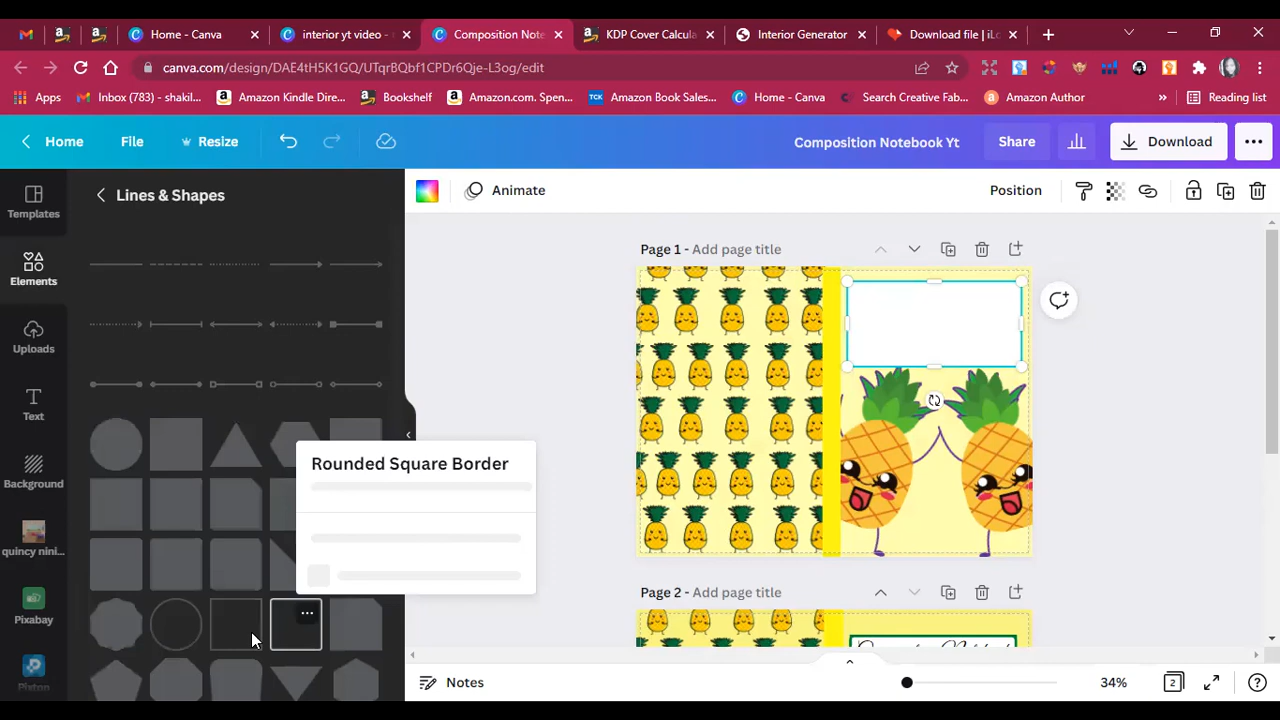 Home - Canva
interior yt video -
Composition Note
KDP Cover Calcula
Interior Generator
Download file | iLo
canva.com/design/DAE4tH5K1GQ/UTqrBQbf1CPDr6Qje-L3og/edit
Apps
Inbox (783) - shakil...
Amazon Kindle Dire...
Bookshelf
Amazon.com. Spen...
TCK
Amazon Book Sales...
Home - Canva
Search Creative Fab...
Amazon Author
Reading list
Home
File
Resize
Composition Notebook Yt
Share
Download
Templates
Lines & Shapes
Animate
Position
Elements
Page 1 - Add page title
Uploads
Text
Background
Rounded Square Border
quincy nini...
Pixabay
Page 2 - Add page title
Pixton
Notes
34%
2